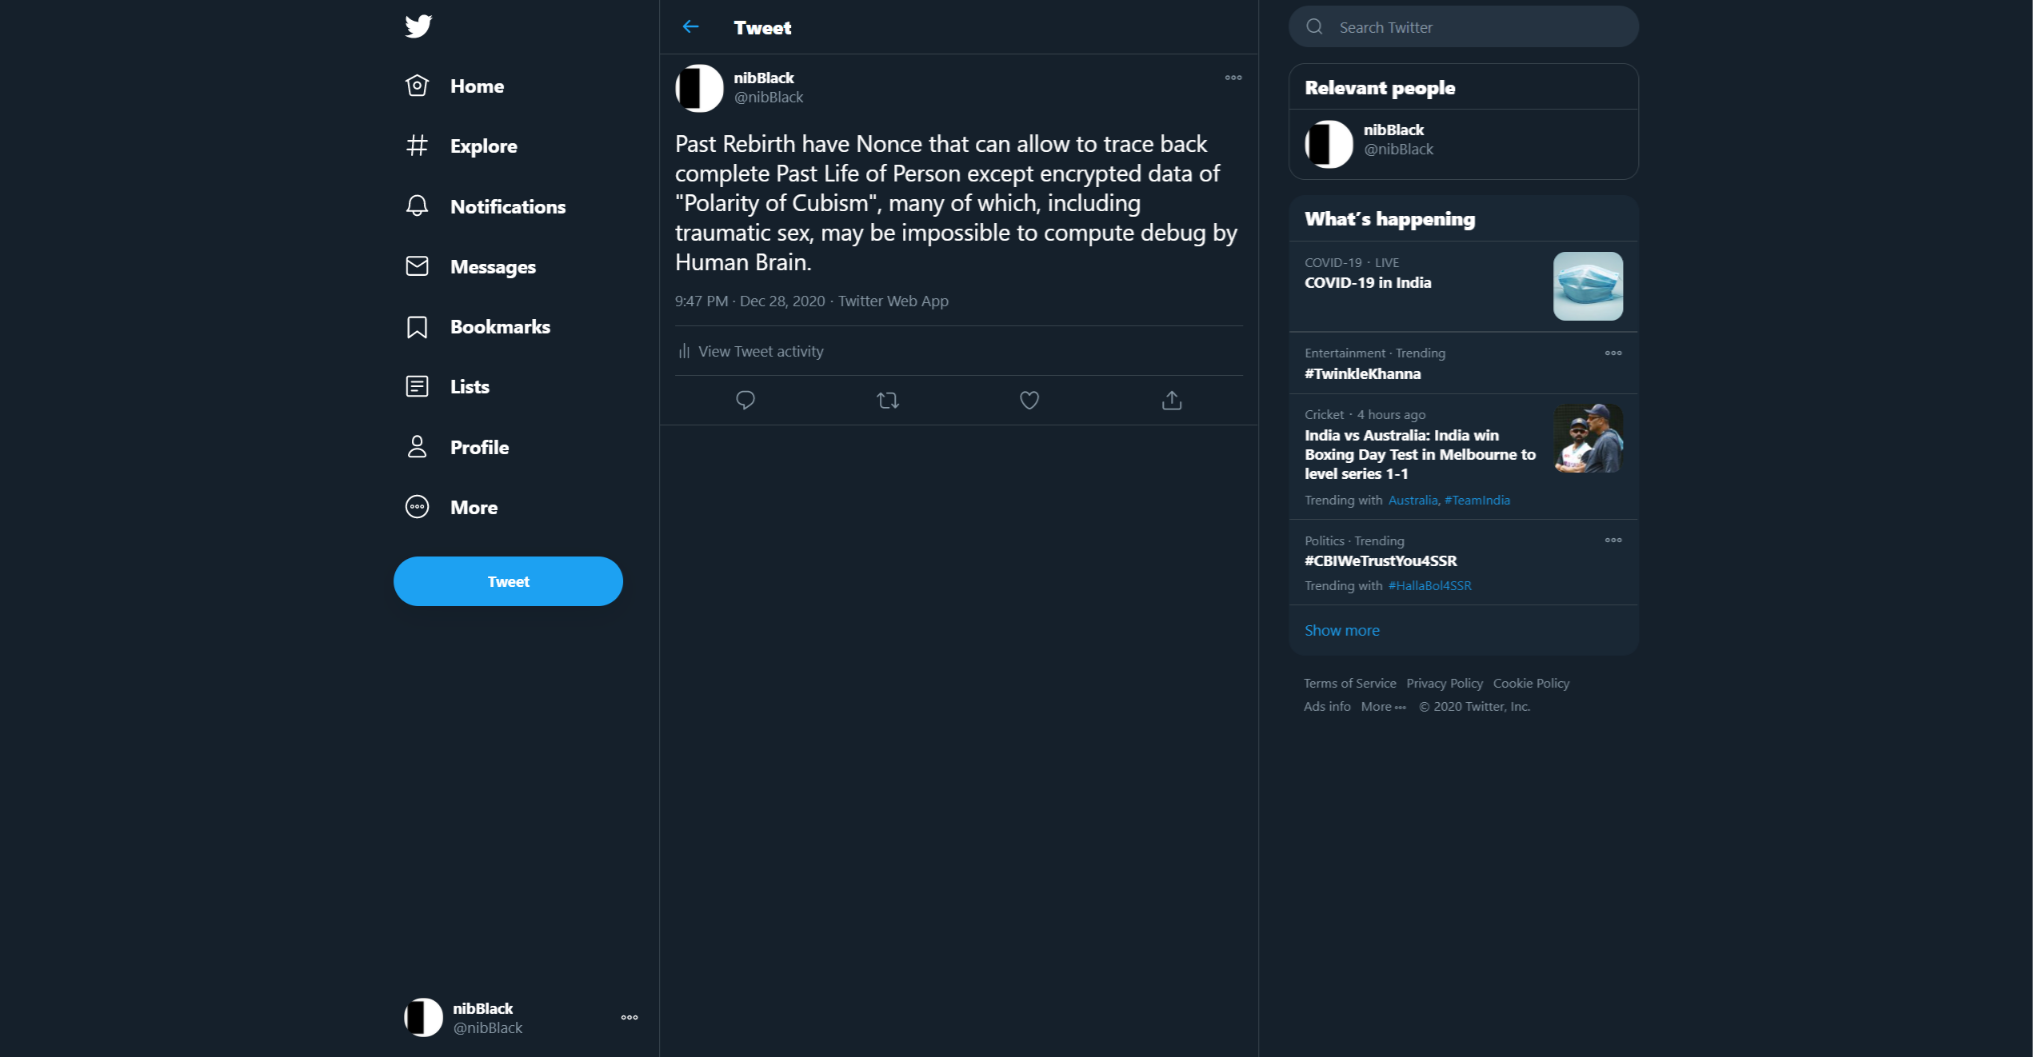 Home
Explore
Notifications
Messages
Bookmarks
Lists
Profile
More
Tweet
nibBlack
@nibBlack
Tweet
nibBlack
@nibBlack
Past Rebirth have Nonce that can allow to trace back
complete Past Life of Person except encrypted data of
"Polarity of Cubism", many of which, including
traumatic sex, may be impossible to compute debug by
Human Brain.
9:47 PM · Dec 28, 2020 · Twitter Web App
View Tweet activity
Search Twitter
Relevant people
nibBlack
@nibBlack
What's happening
COVID-19 · LIVE
COVID-19 in India
Entertainment · Trending
#TwinkleKhanna
Cricket · 4 hours ago
India vs Australia: India win
Boxing Day Test in Melbourne to
level series 1-1
Trending with Australia, #TeamIndia
Politics · Trending
#CBIWeTrustYou4SSR
Trending with #HallaBol4SSR
Show more
Terms of Service Privacy Policy Cookie Policy
Ads info More ··· © 2020 Twitter, Inc.